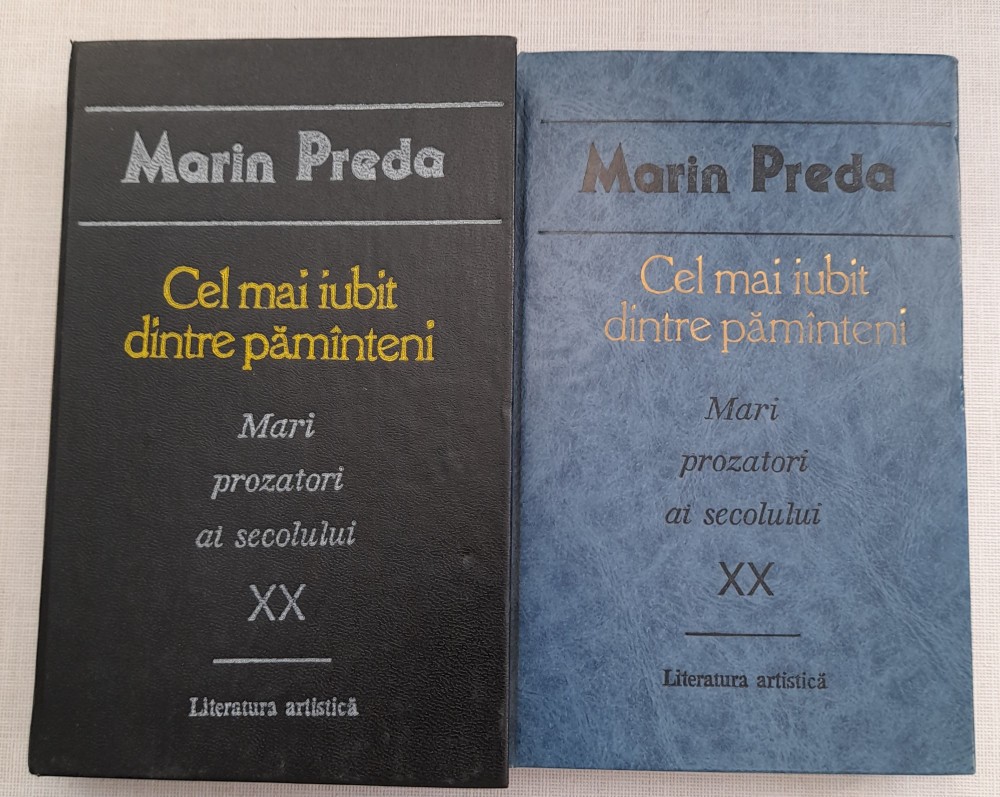 Marin Preda
Cel mai iubit
dintre pămînteni
Mari
prozatori
ai secolului
XX
Literatura artistică
Marin Preda
Cel mai iubit
dintre pămînteni
Mari
prozatori
ai secolului
XX
Literatura artistică